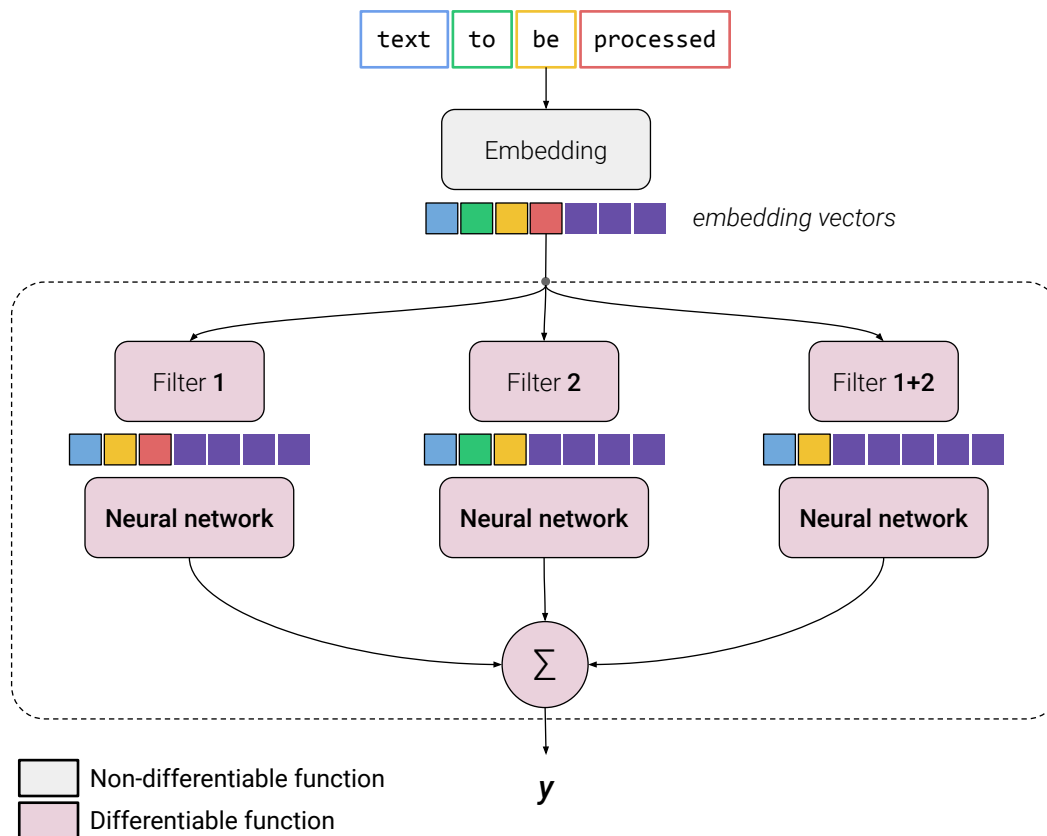 text to be processed
Embedding
embedding vectors
Filter 1 Filter 2 Filter 1+2
Neural network Neural network Neural network
∑
y
Non-differentiable function
Differentiable function